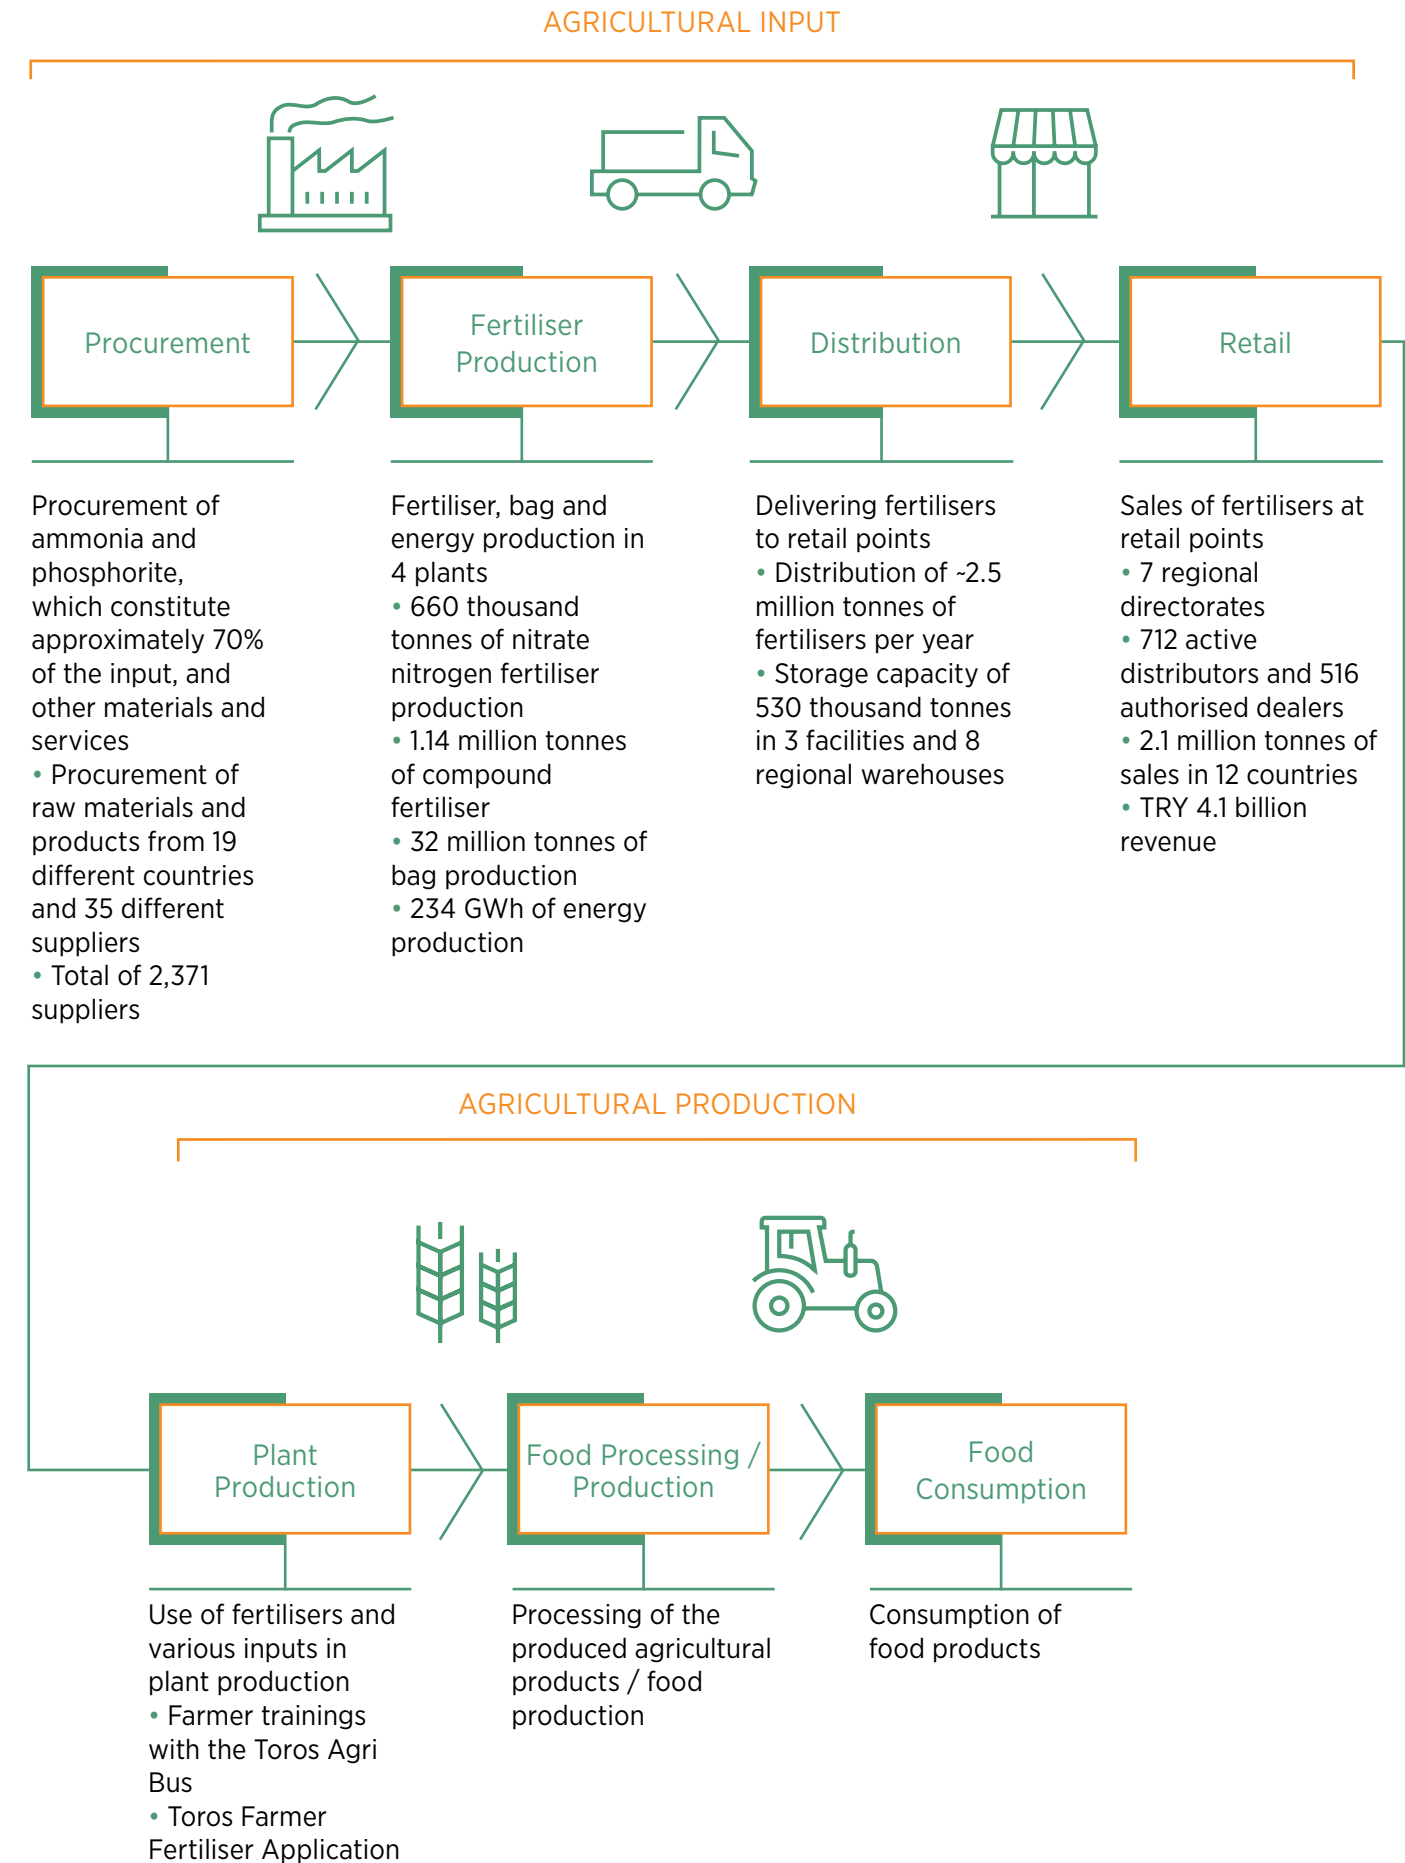 AGRICULTURAL INPUT
Procurement
Fertiliser
Production
Distribution
Retail
Procurement of
ammonia and
phosphorite,
which constitute
approximately 70%
of the input, and
other materials and
services
• Procurement of
raw materials and
products from 19
different countries
and 35 different
suppliers
• Total of 2,371
suppliers
Fertiliser, bag and
energy production in
4 plants
• 660 thousand
tonnes of nitrate
nitrogen fertiliser
production
• 1.14 million tonnes
of compound
fertiliser
• 32 million tonnes of
bag production
• 234 GWh of energy
production
Delivering fertilisers
to retail points
• Distribution of ~2.5
million tonnes of
fertilisers per year
• Storage capacity of
530 thousand tonnes
in 3 facilities and 8
regional warehouses
Sales of fertilisers at
retail points
• 7 regional
directorates
• 712 active
distributors and 516
authorised dealers
• 2.1 million tonnes of
sales in 12 countries
• TRY 4.1 billion
revenue
AGRICULTURAL PRODUCTION
Plant
Production
Food Processing /
Production
Food
Consumption
Use of fertilisers and
various inputs in
plant production
• Farmer trainings
with the Toros Agri
Bus
• Toros Farmer
Fertiliser Application
Processing of the
produced agricultural
products / food
production
Consumption of
food products